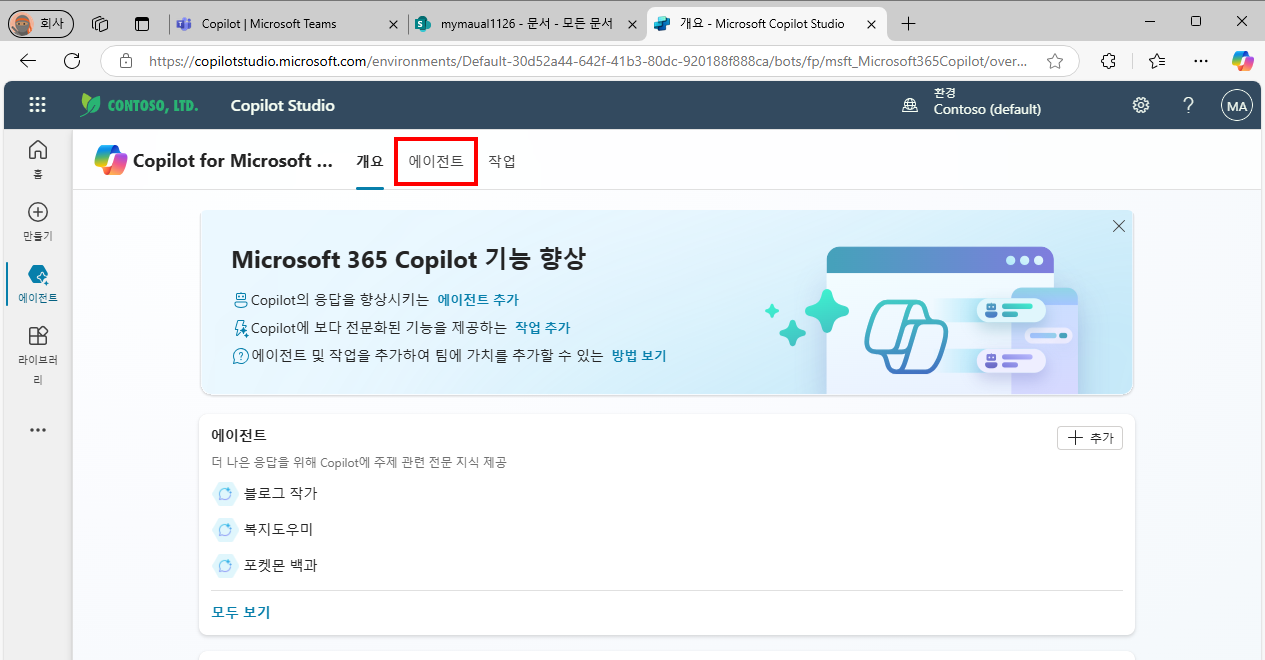 회사
Copilot | Microsoft Teams
mymaual1126 - 문서 - 모든 문서
개요 - Microsoft Copilot Studio
https://copilotstudio.microsoft.com/environments/Default-30d52a44-642f-41b3-80dc-920188f888ca/bots/fp/msft_Microsoft365Copilot/over...
CONTOSO, LTD.
Copilot Studio
환경
Contoso (default)
?
MA
홈
만들기
에이전트
라이브러
리
Copilot for Microsoft ...
개요
에이전트
작업
Microsoft 365 Copilot 기능 향상
Copilot의 응답을 향상시키는 에이전트 추가
Copilot에 보다 전문화된 기능을 제공하는 작업 추가
에이전트 및 작업을 추가하여 팀에 가치를 추가할 수 있는 방법 보기
에이전트
추가
더 나은 응답을 위해 Copilot에 주제 관련 전문 지식 제공
블로그 작가
복지도우미
포켓몬 백과
모두 보기